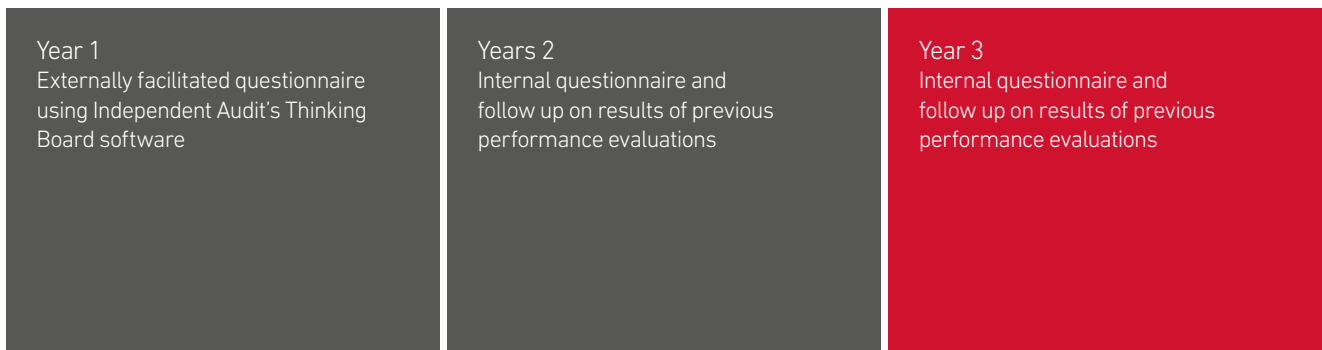 Year 1
Externally facilitated questionnaire
using Independent Audit's Thinking
Board software
Years 2
Internal questionnaire and
follow up on results of previous
performance evaluations
Year 3
Internal questionnaire and
follow up on results of previous
performance evaluations